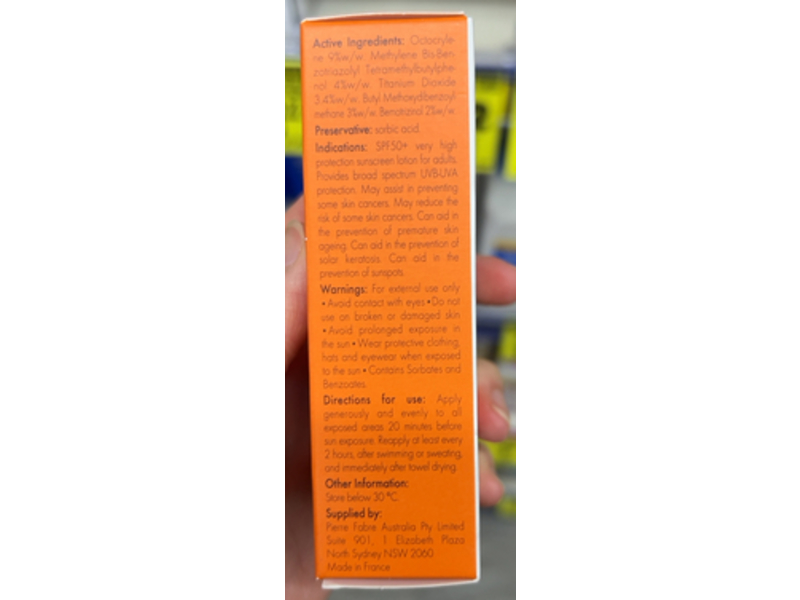 Active Ingredients: Octocryle-
ne 9%w/w. Methylene Bis-Ben-
zotriazolyl Tetramethylbutylphe-
nol 4%w/w. Titanium Dioxide
3.4%w/w. Butyl Methoxydibenzoyl
methane 3%w/w. Bemotrizinol 2%w/w.
Preservative: sorbic acid.
Indications: SPF50+ very high
protection sunscreen lotion for adults.
Provides broad spectrum UVB-UVA
protection. May assist in preventing
some skin cancers. May reduce the
risk of some skin cancers. Can aid in
the prevention of premature skin
ageing. Can aid in the prevention of
solar keratosis. Can aid in the
prevention of sunspots.
Warnings: For external use only
• Avoid contact with eyes • Do not
use on broken or damaged skin
• Avoid prolonged exposure in
the sun • Wear protective clothing,
hats and eyewear when exposed
to the sun • Contains Sorbates and
Benzoates.
Directions for use: Apply
generously and evenly to all
exposed areas 20 minutes before
sun exposure. Reapply at least every
2 hours, after swimming or sweating,
and immediately after towel drying.
Other Information:
Store below 30 °C.
Supplied by:
Pierre Fabre Australia Pty Limited
Suite 901, 1 Elizabeth Plaza
North Sydney NSW 2060
Made in France